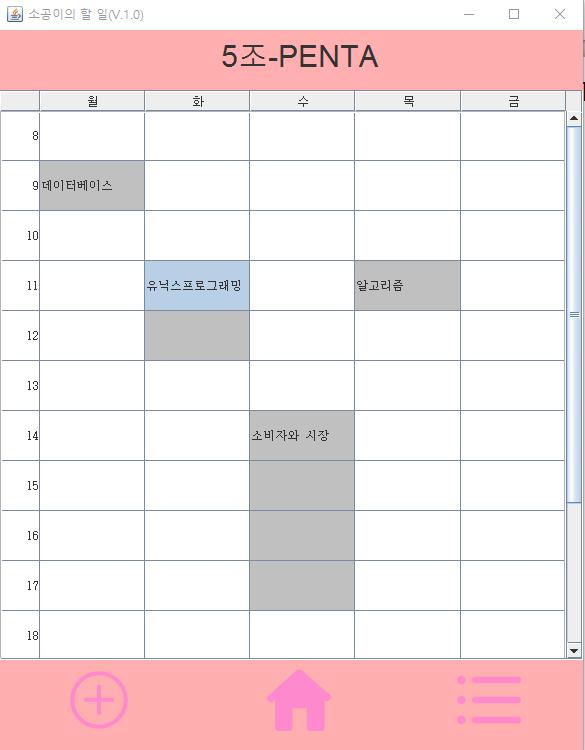 소공이의 할 일(V.1.0)
5조-PENTA
월 화 수 목 금
8
9 데이터베이스
10
11 유닉스프로그래밍 알고리즘
12
13
14 소비자와 시장
15
16
17
18